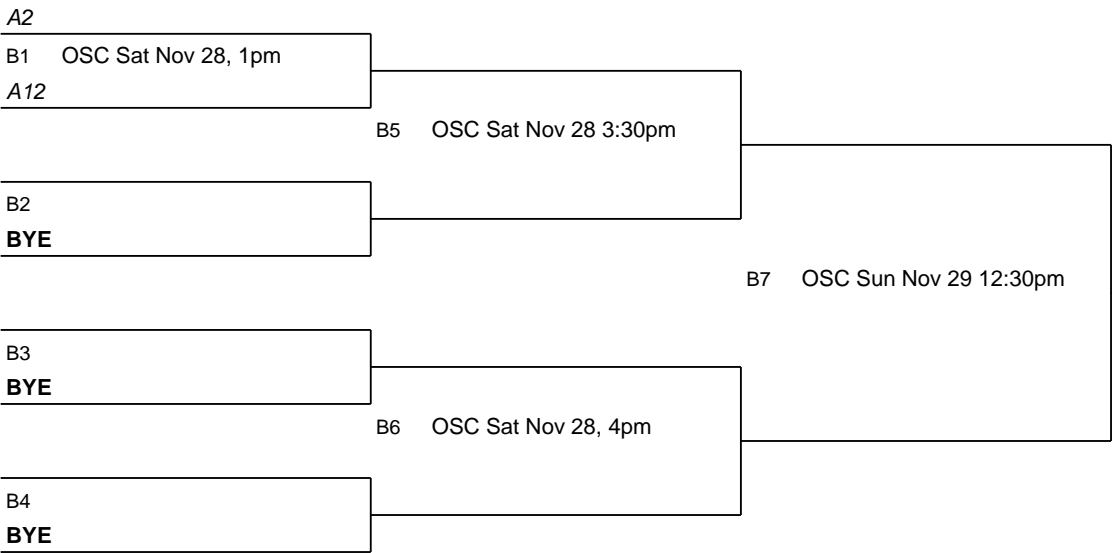 A2
B1 OSC Sat Nov 28, 1pm
A12
B5 OSC Sat Nov 28 3:30pm
B2
BYE
B7 OSC Sun Nov 29 12:30pm
B3
BYE
B6 OSC Sat Nov 28, 4pm
B4
BYE